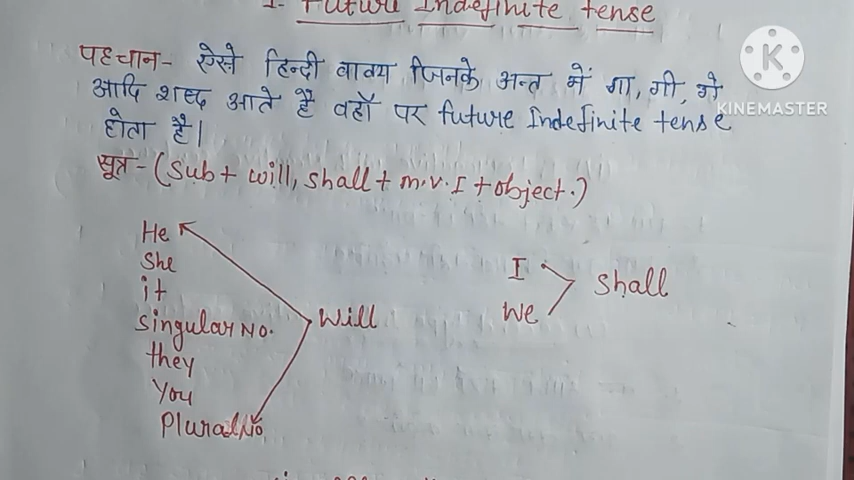 1. Future Indefinite tense
पहचान- ऐसे हिन्दी वाक्य जिनके अन्त में गा, गी, गे
आदि शब्द आते है वहाँ पर future Indefinite tense
होता है।
सूत्र- (Sub + will, shall + m.v.I + object.)
He
She
it
Singular No.
they
You
Plural No
Will
I
We
Shall
KINEMASTER